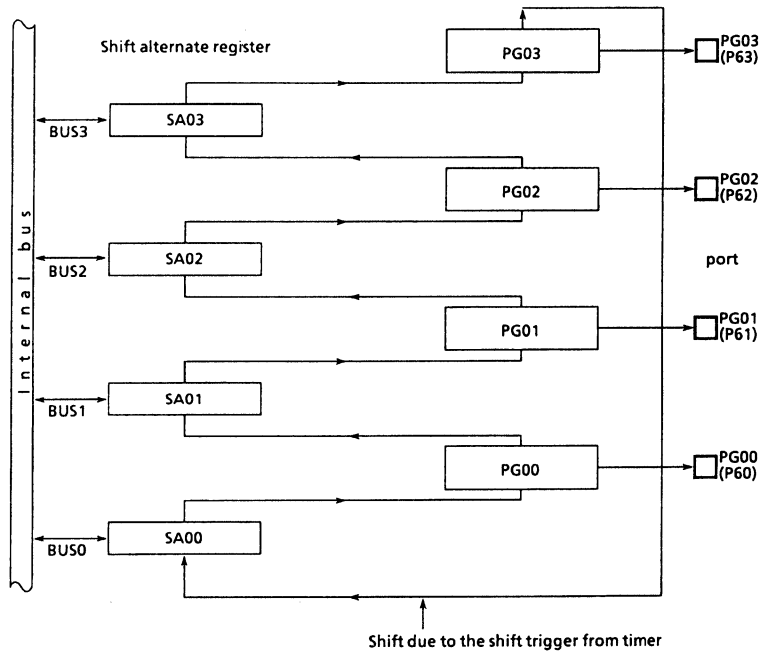 Shift alternate register
PG03
PG03
(P63)
SA03
BUS3
PG02
PG02
(P62)
SA02
BUS2
port
Internal bus
PG01
PG01
(P61)
SA01
BUS1
PG00
PG00
(P60)
SA00
BUS0
Shift due to the shift trigger from timer